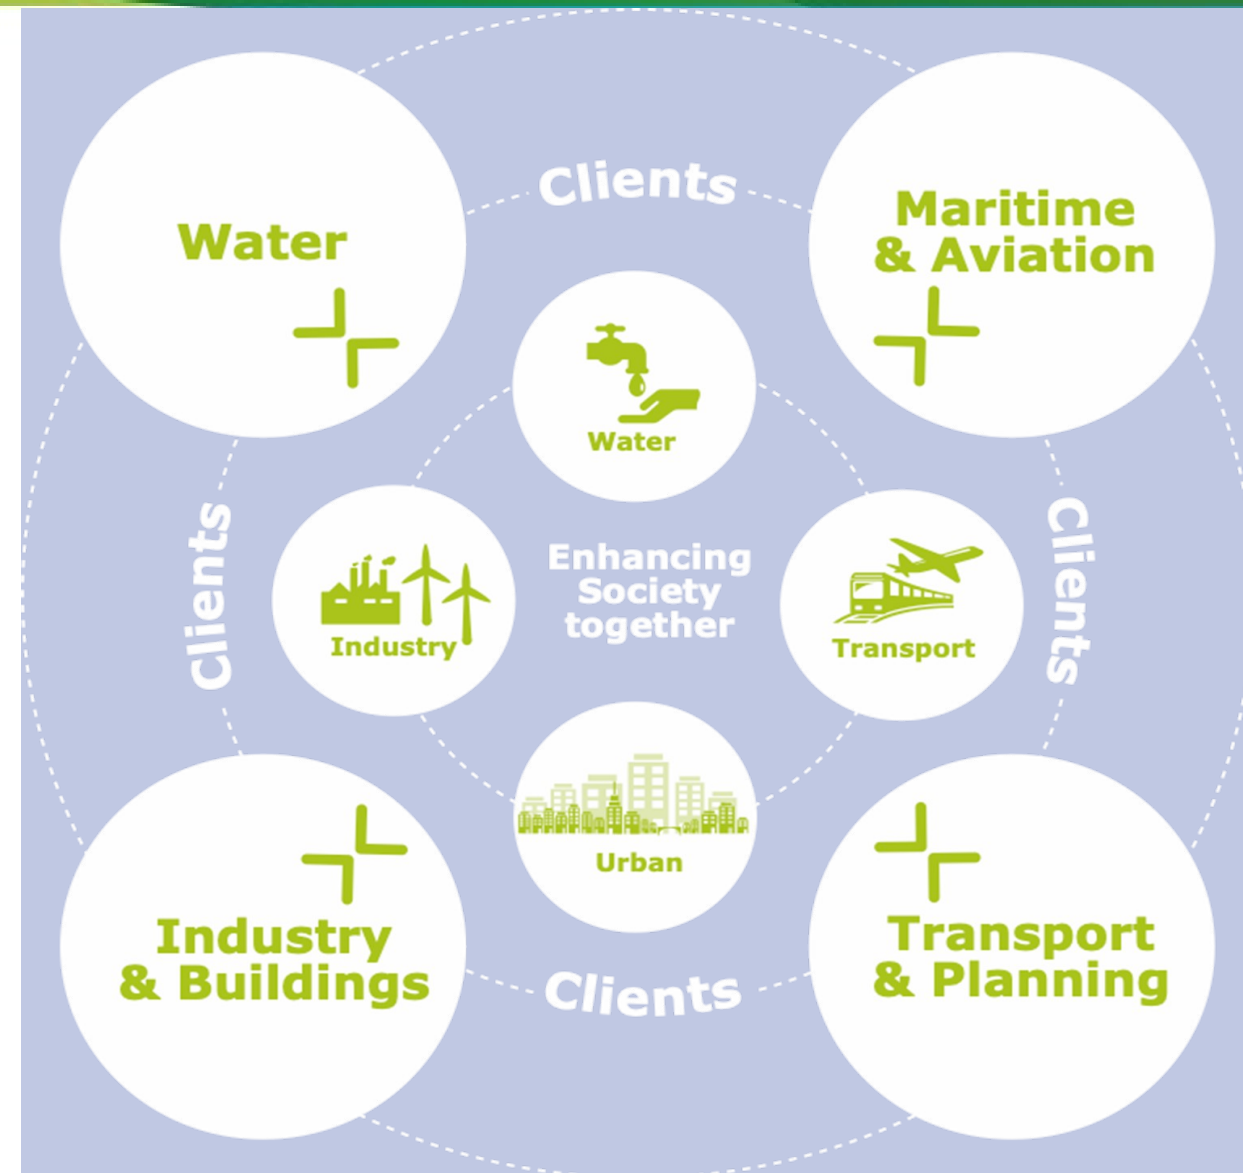 Water
Maritime
& Aviation
Clients
Water
Clients
Industry
Enhancing
Society
together
Transport
Clients
Urban
Industry
& Buildings
Clients
Transport
& Planning